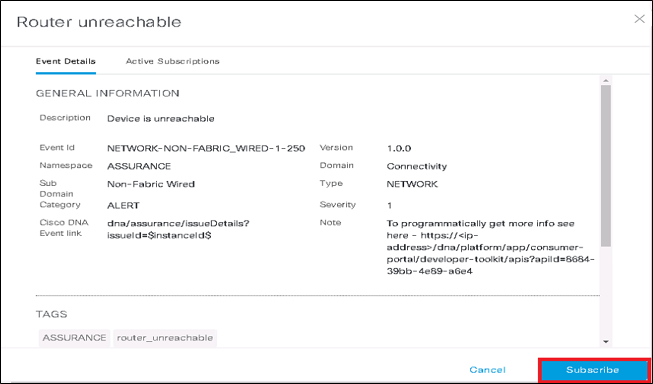 Router unreachable
Event Details
Active Subscriptions
GENERAL INFORMATION
Description
Device is unreachable
Event Id
NETWORK-NON-FABRIC_WIRED-1-250
Version
1.0.0
Namespace
ASSURANCE
Domain
Connectivity
Sub
Domain
Non-Fabric Wired
Type
NETWORK
Category
ALERT
Severity
1
Cisco DNA
Event link
dna/assurance/issueDetails?
issueId=$instanceId$
Note
To programmatically get more info see
here - https://<ip-
address>/dna/platform/app/consumer-
portal/developer-toolkit/apis?apiId=8684-
39bb-4e89-a6e4
TAGS
ASSURANCE
router_unreachable
Cancel
Subscribe